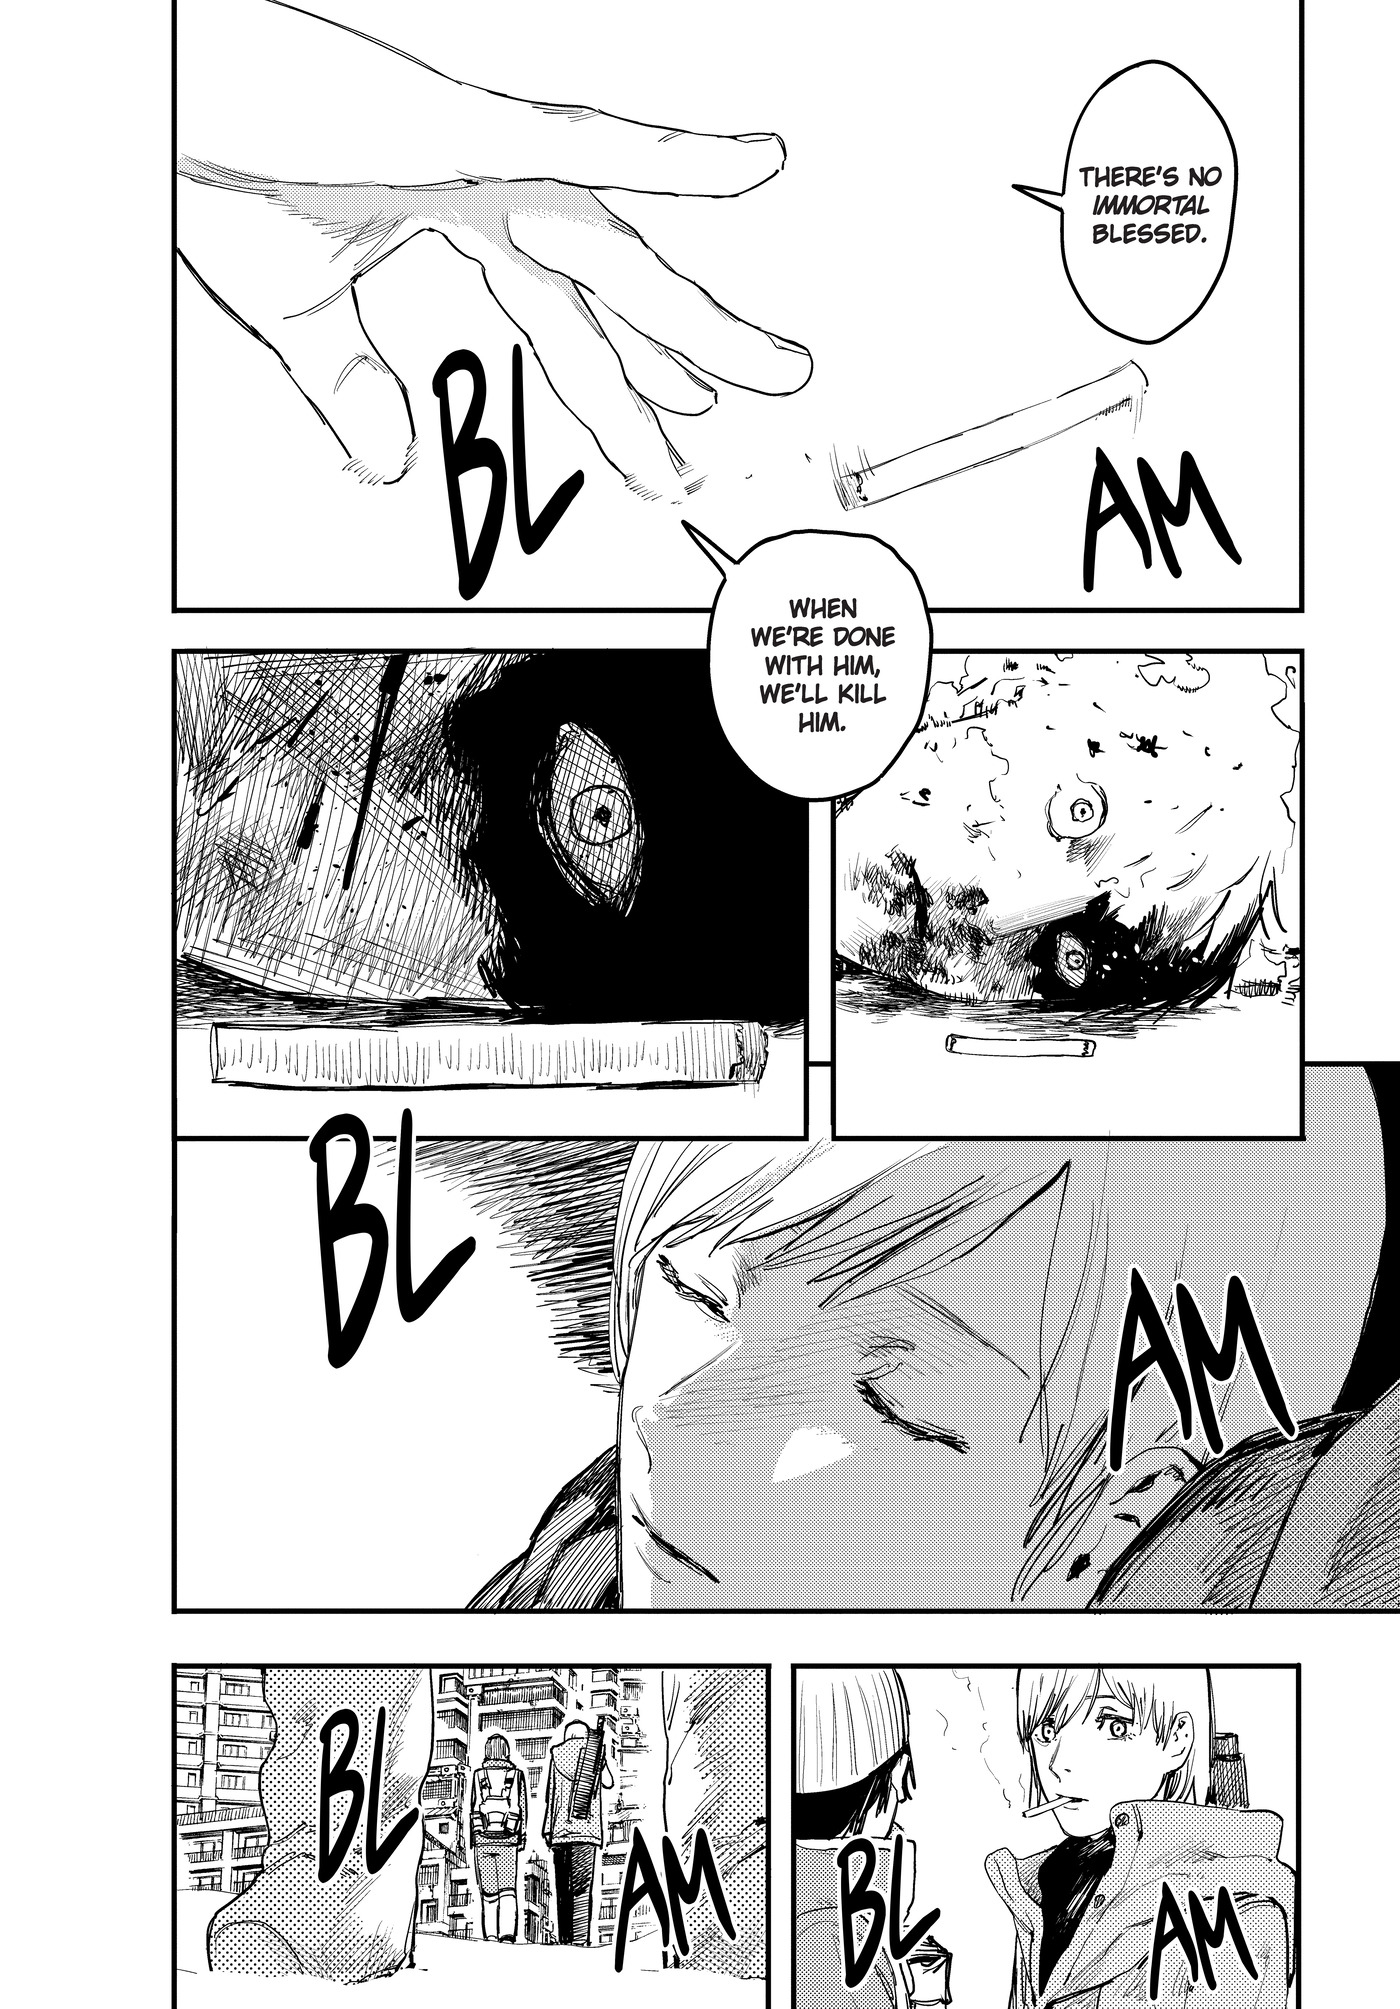 THERE'S NO
IMMORTAL
BLESSED.
BL
AM
WHEN
WE'RE DONE
WITH HIM,
WE'LL KILL
HIM.
BL
AM
BL
AM
BL
AM